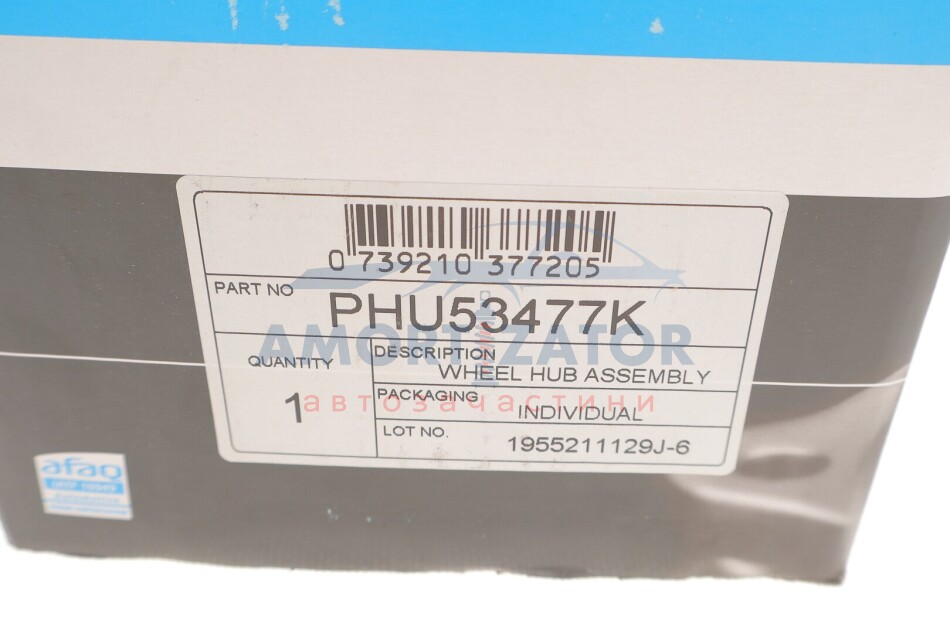 0 739210 377205
PART NO
PHU53477K
AMORTIZATOR
QUANTITY
1
DESCRIPTION
WHEEL HUB ASSEMBLY
PACKAGING
INDIVIDUAL
автозапчастини
LOT NO.
1955211129J-6
afaq